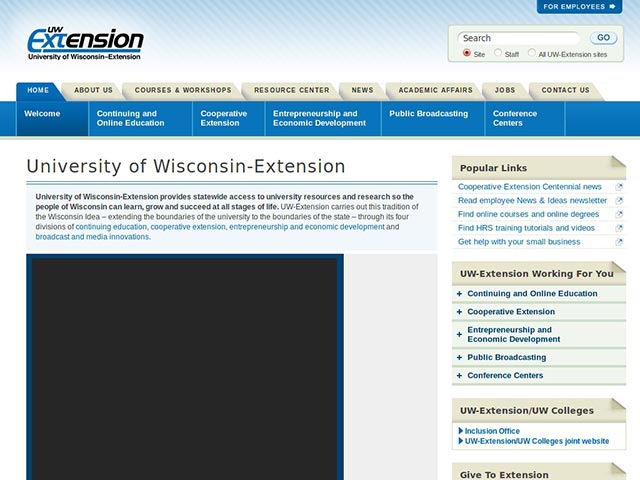 FOR EMPLOYEES
UW
Extension
University of Wisconsin–Extension
Search
GO
Site
Staff
All UW-Extension sites
HOME
ABOUT US
COURSES & WORKSHOPS
RESOURCE CENTER
NEWS
ACADEMIC AFFAIRS
JOBS
CONTACT US
Welcome
Continuing and
Online Education
Cooperative
Extension
Entrepreneurship and
Economic Development
Public Broadcasting
Conference
Centers
University of Wisconsin-Extension
University of Wisconsin-Extension provides statewide access to university resources and research so the
people of Wisconsin can learn, grow and succeed at all stages of life. UW-Extension carries out this tradition of
the Wisconsin Idea – extending the boundaries of the university to the boundaries of the state – through its four
divisions of continuing education, cooperative extension, entrepreneurship and economic development and
broadcast and media innovations.
Popular Links
Cooperative Extension Centennial news
Read employee News & Ideas newsletter
Find online courses and online degrees
Find HRS training tutorials and videos
Get help with your small business
UW-Extension Working For You
+ Continuing and Online Education
+ Cooperative Extension
+ Entrepreneurship and
Economic Development
+ Public Broadcasting
+ Conference Centers
UW-Extension/UW Colleges
Inclusion Office
UW-Extension/UW Colleges joint website
Give To Extension